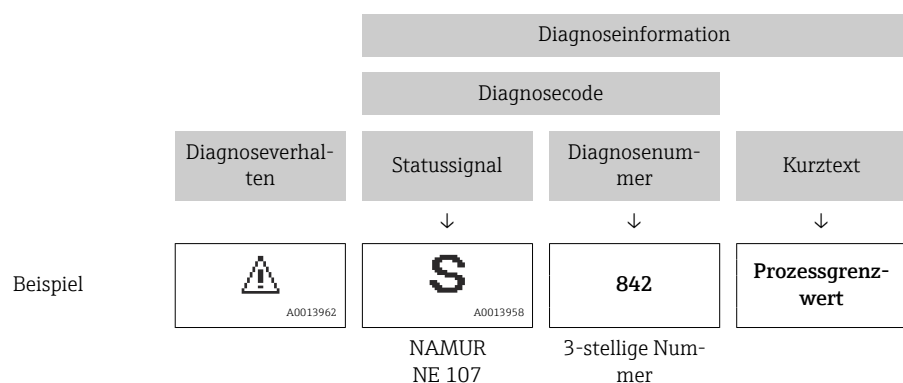 Diagnoseinformation
Diagnosecode
Diagnoseverhal-
ten
Statussignal
Diagnosenum-
mer
Kurztext
↓ ↓ ↓
Beispiel
A0013962
S
A0013958
842
Prozessgrenz-
wert
NAMUR
NE 107
3-stellige Num-
mer